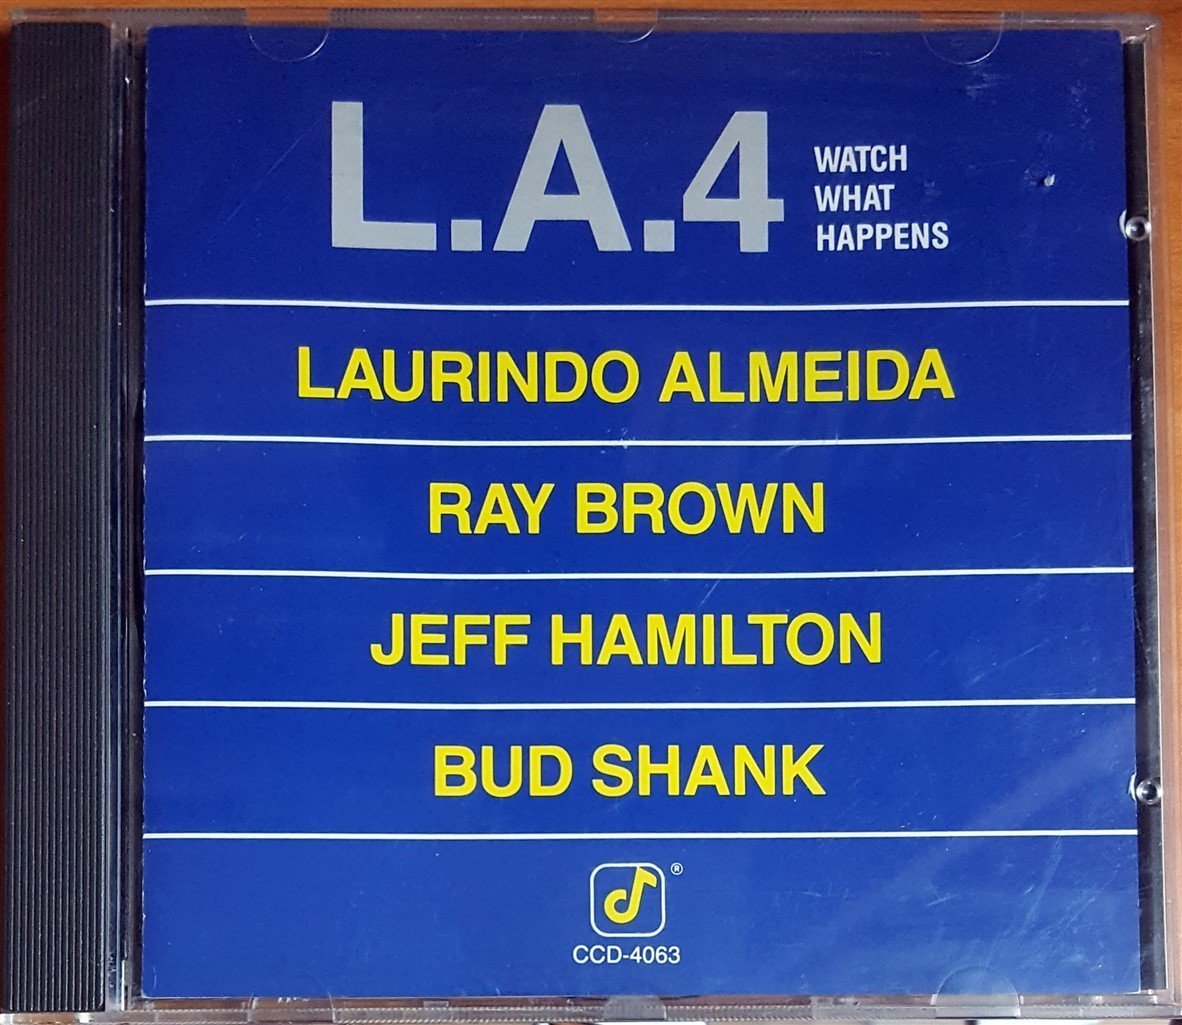 L.A.4
WATCH
WHAT
HAPPENS
LAURINDO ALMEIDA
RAY BROWN
JEFF HAMILTON
BUD SHANK
®
CCD-4063